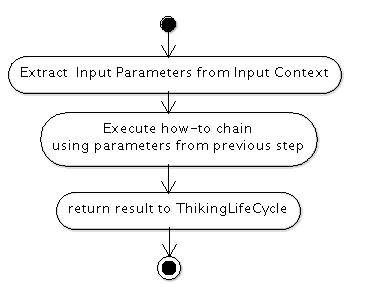 Extract Input Parameters from Input Context
Execute how-to chain
using parameters from previous step
return result to ThikingLifeCycle